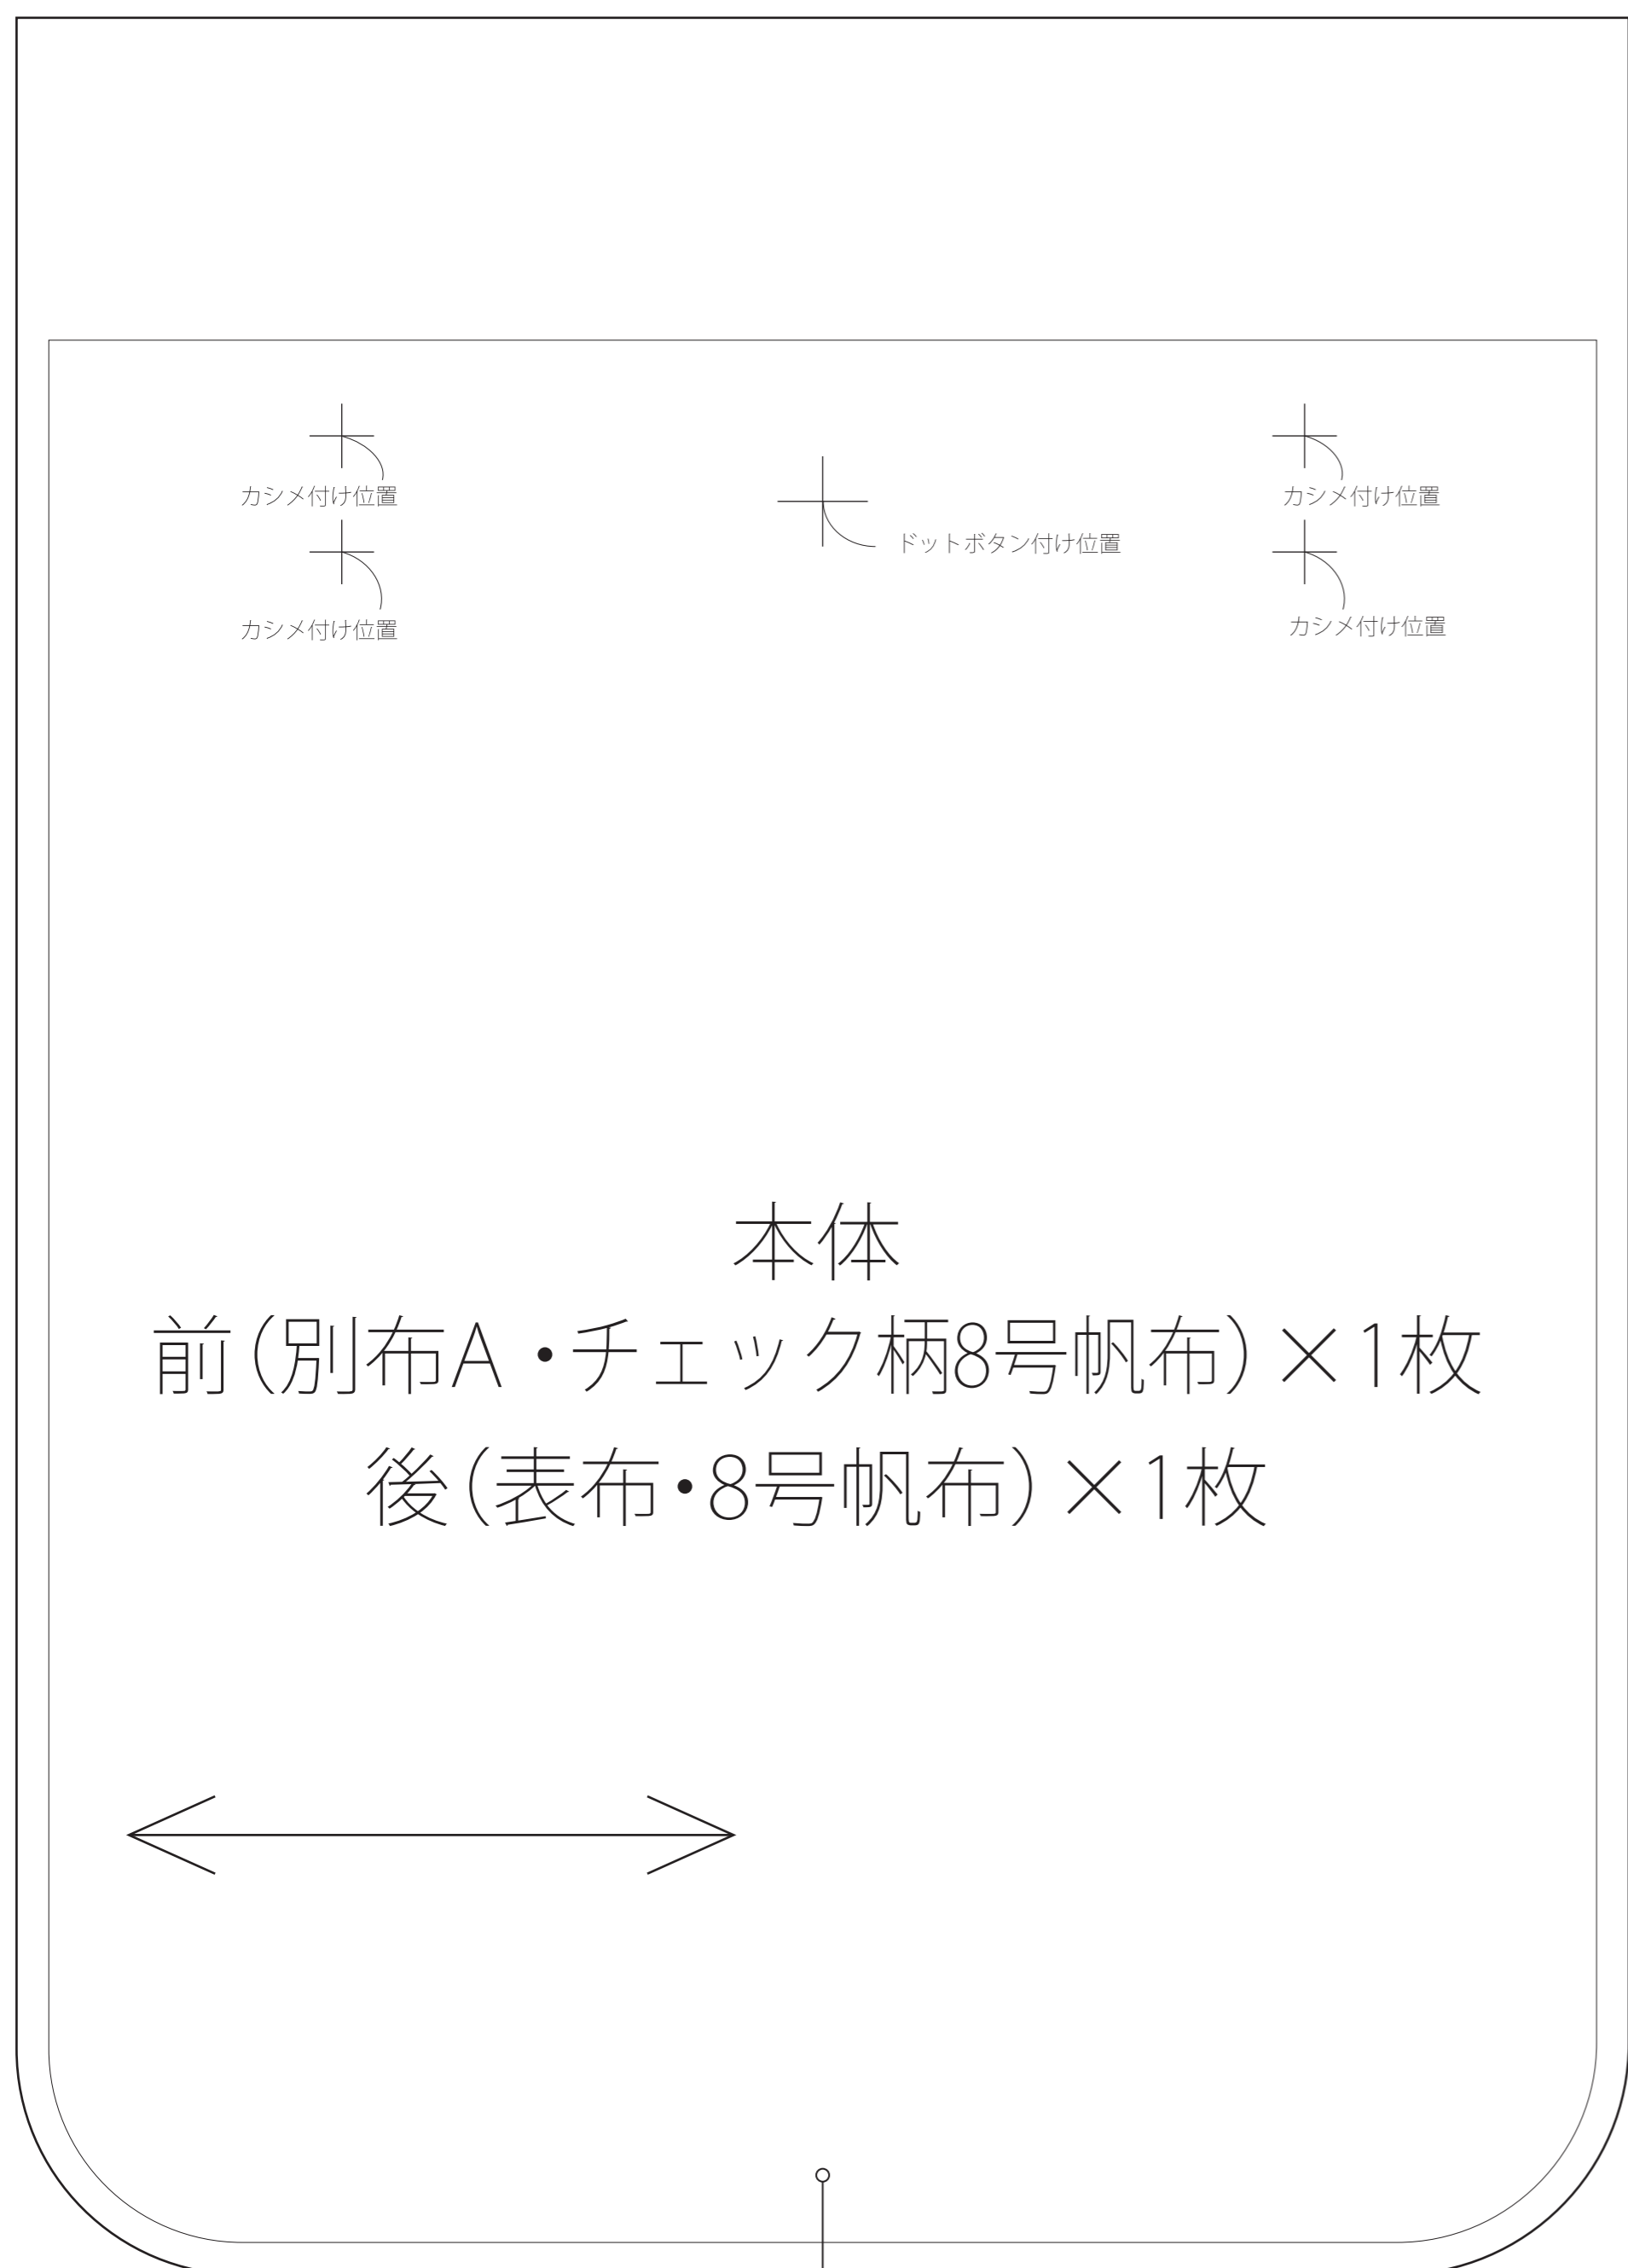 カシメ付け位置
カシメ付け位置
ドットボタン付け位置
カシメ付け位置
カシメ付け位置
本体
前（別布A・チェック柄8号帆布）×1枚
後（表布・8号帆布）×1枚